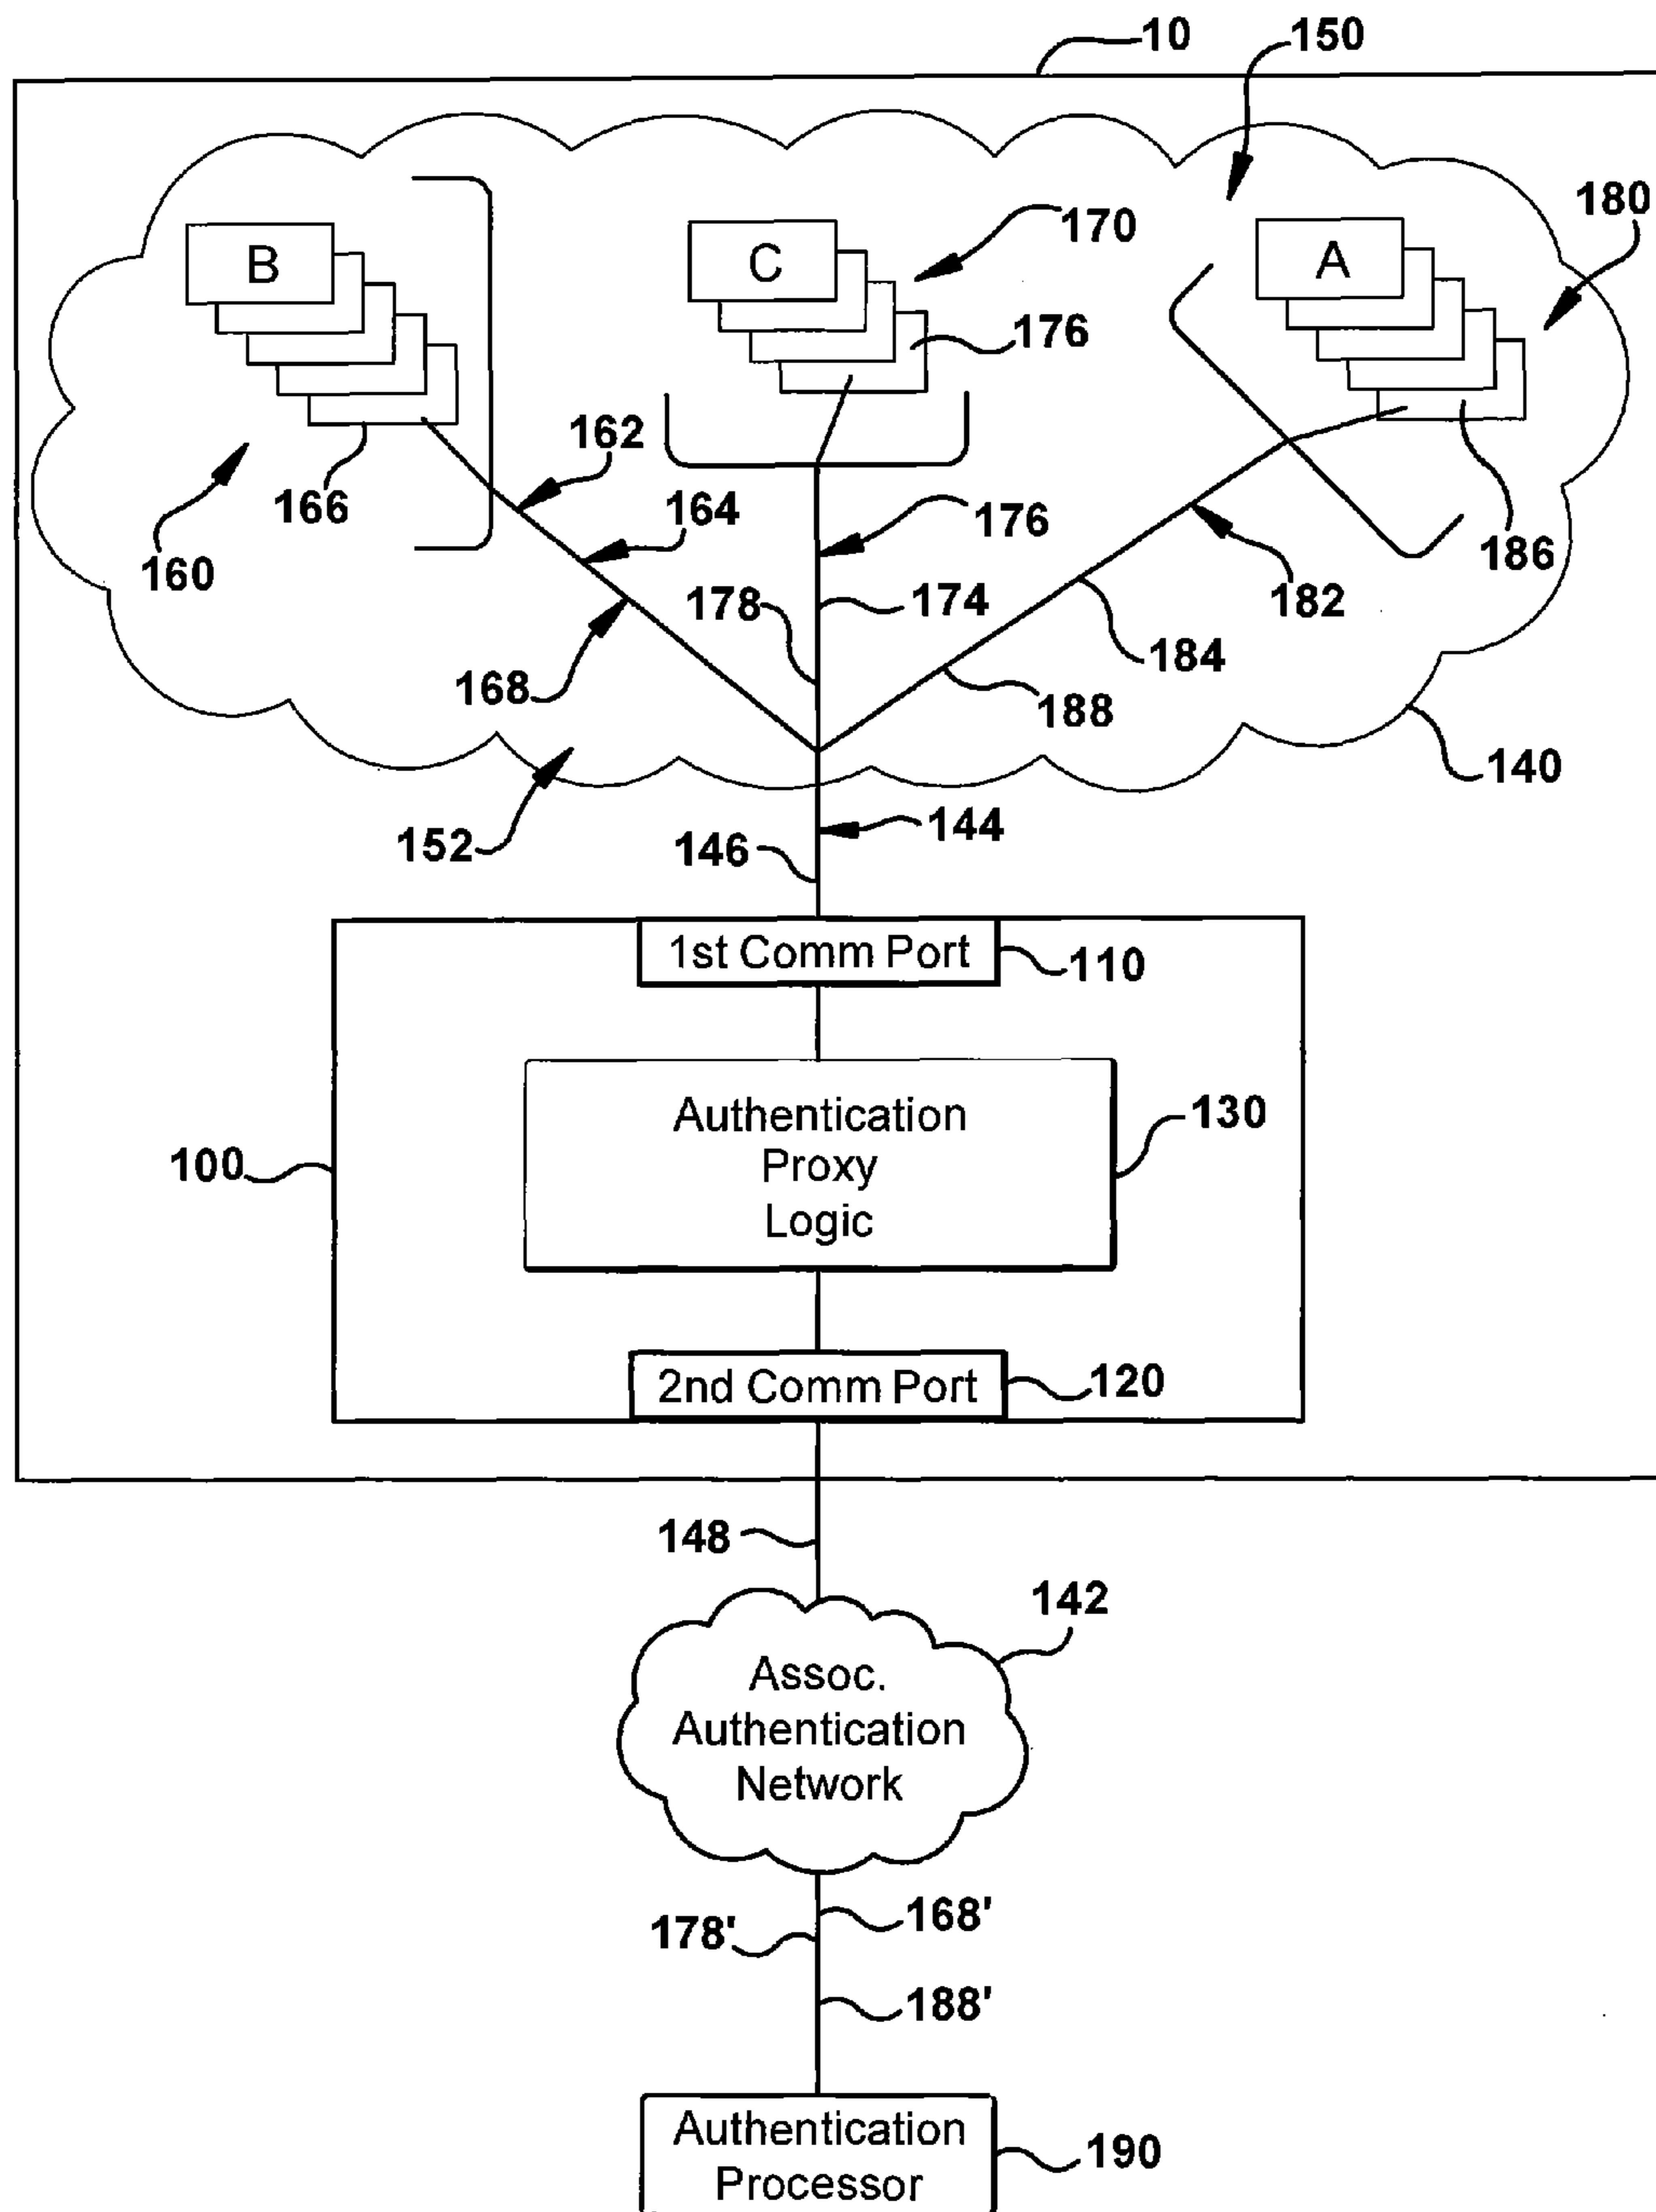 10
150
180
B
C
170
A
176
162
166
164
176
186
160
178
174
182
184
168
188
140
152
144
146
1st Comm Port
110
Authentication
Proxy
Logic
130
100
2nd Comm Port
120
148
142
Assoc.
Authentication
Network
168'
178'
188'
Authentication
Processor
190